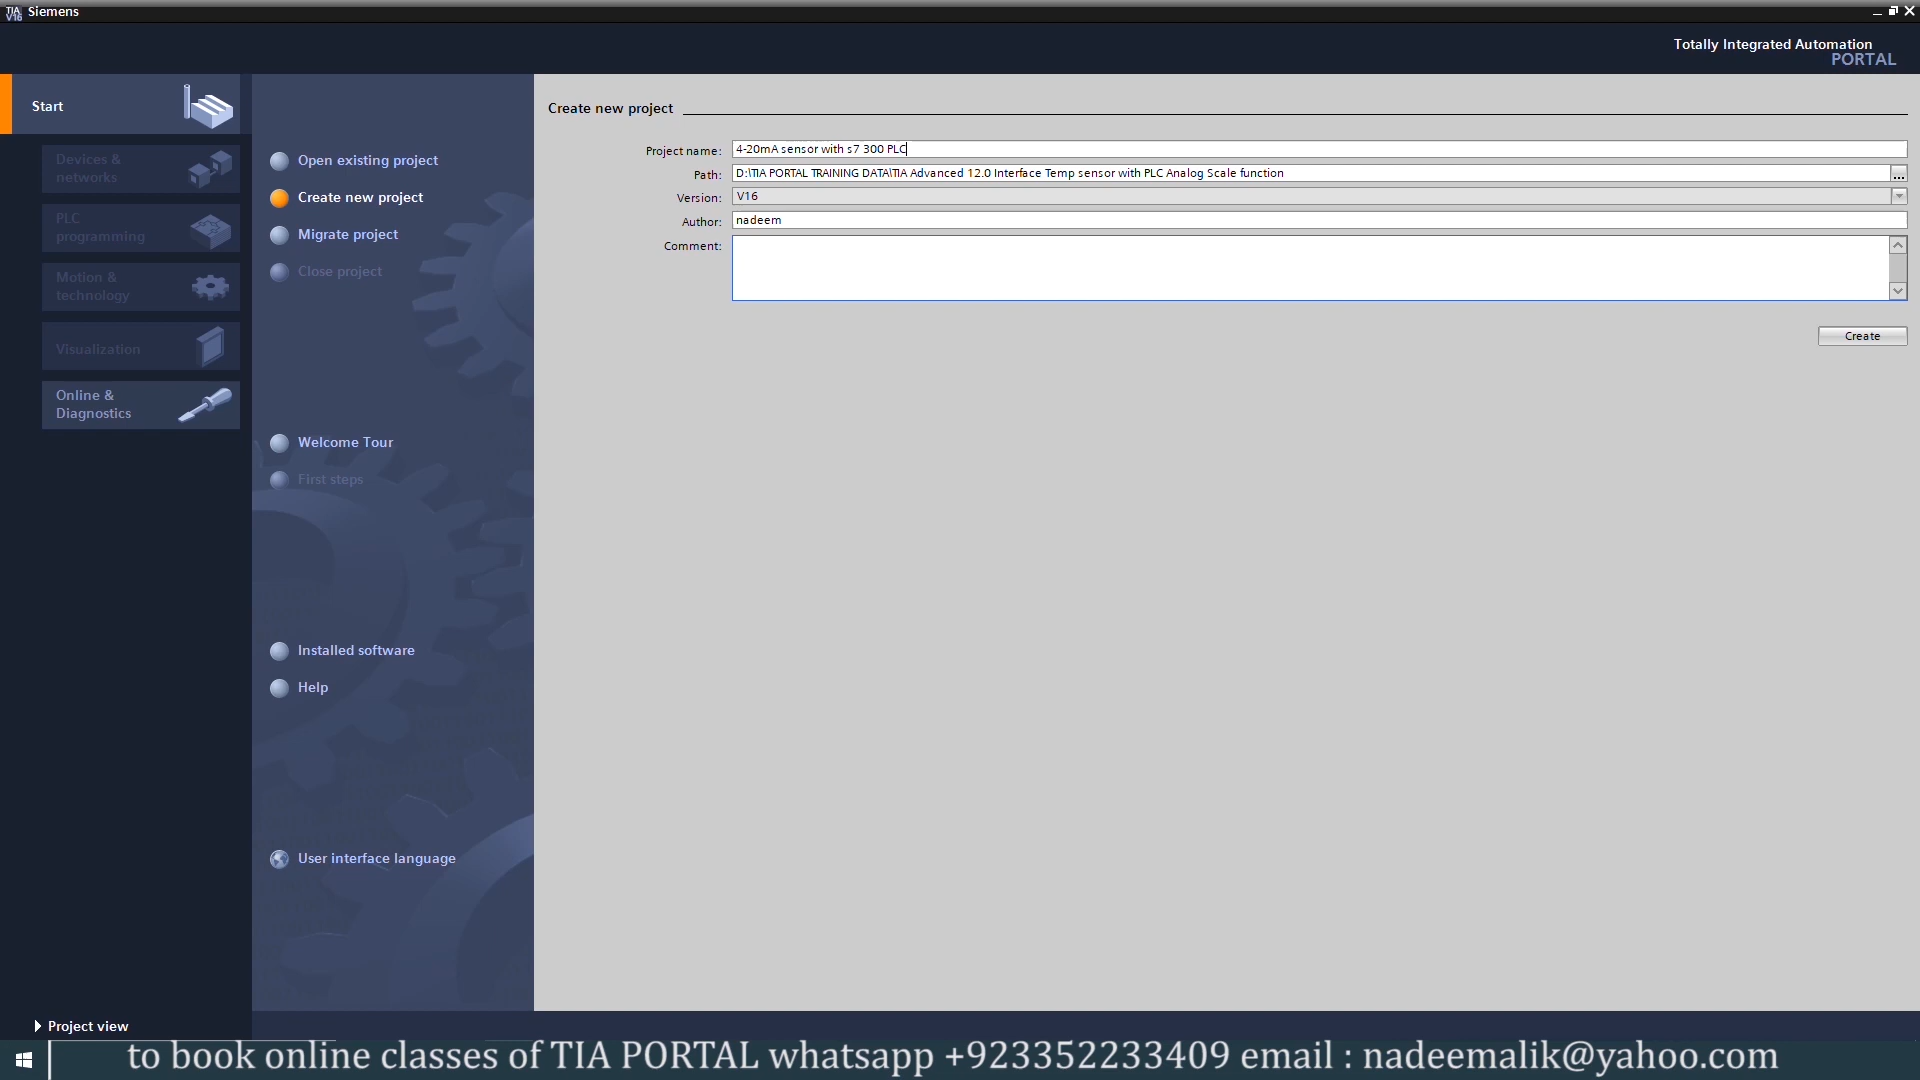 TIA
V16
Siemens
Totally Integrated Automation
PORTAL
Start
Devices &
networks
PLC
programming
Motion &
technology
Visualization
Online &
Diagnostics
Open existing project
Create new project
Migrate project
Close project
Welcome Tour
First steps
Installed software
Help
User interface language
Create new project
Project name: 4-20mA sensor with s7 300 PLC
Path: D:\TIA PORTAL TRAINING DATA\TIA Advanced 12.0 Interface Temp sensor with PLC Analog Scale function
...
Version: V16
Author: nadeem
Comment:
Create
Project view
to book online classes of TIA PORTAL whatsapp +923352233409 email : nadeemalik@yahoo.com